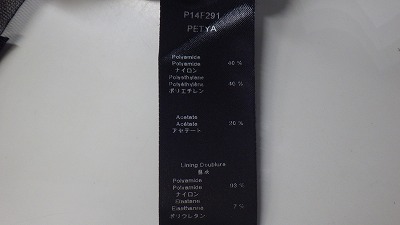 P14F291
PETYA
Polyamide
Polyamide
ナイロン
Polyethylene
Polyéthylène
ポリエチレン
40 %
Acetate
Acétate
アセテート
20 %
Lining Doublure
裏地
Polyamide
Polyamide
ナイロン
93 %
Elastane
Elasthanne
ポリウレタン
7 %